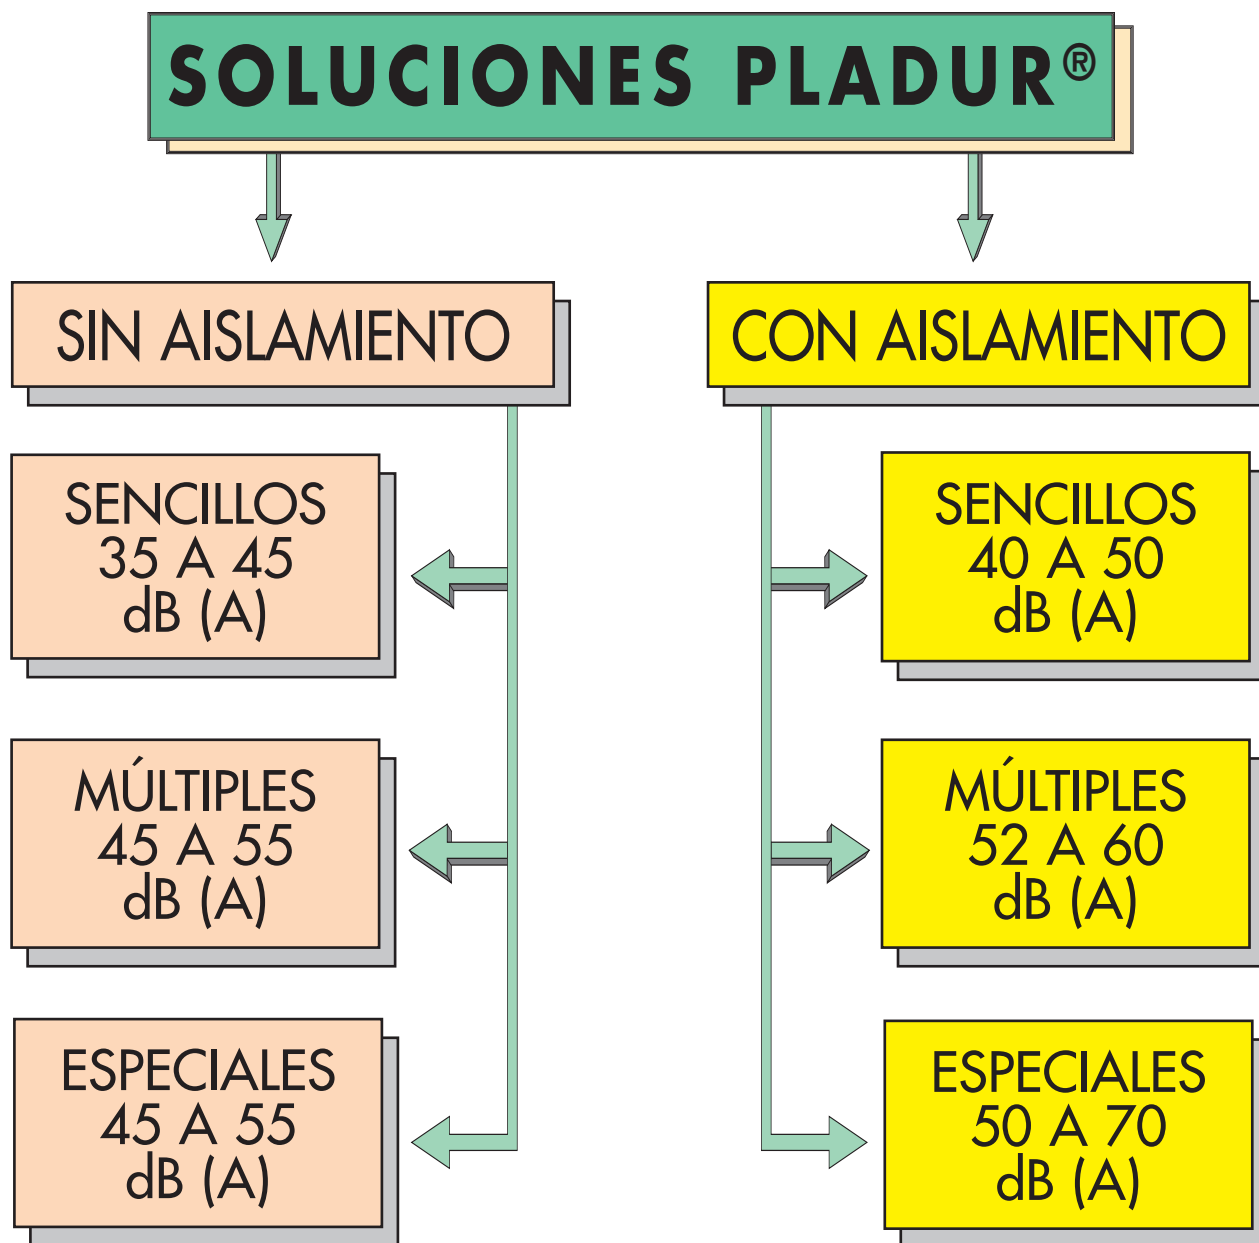 SOLUCIONES PLADUR®
SIN AISLAMIENTO
SENCILLOS
35 A 45
dB (A)
MÚLTIPLES
45 A 55
dB (A)
ESPECIALES
45 A 55
dB (A)
CON AISLAMIENTO
SENCILLOS
40 A 50
dB (A)
MÚLTIPLES
52 A 60
dB (A)
ESPECIALES
50 A 70
dB (A)